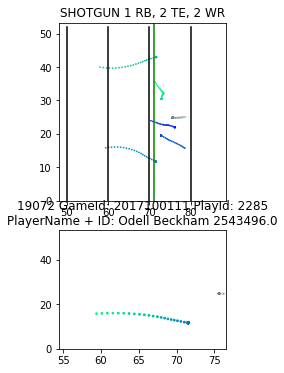 SHOTGUN 1 RB, 2 TE, 2 WR
50
40
30
20
10
0
50 60 70 80
19072 GameId: 2017100111 PlayId: 2285
PlayerName + ID: Odell Beckham 2543496.0
40
20
0
55 60 65 70 75